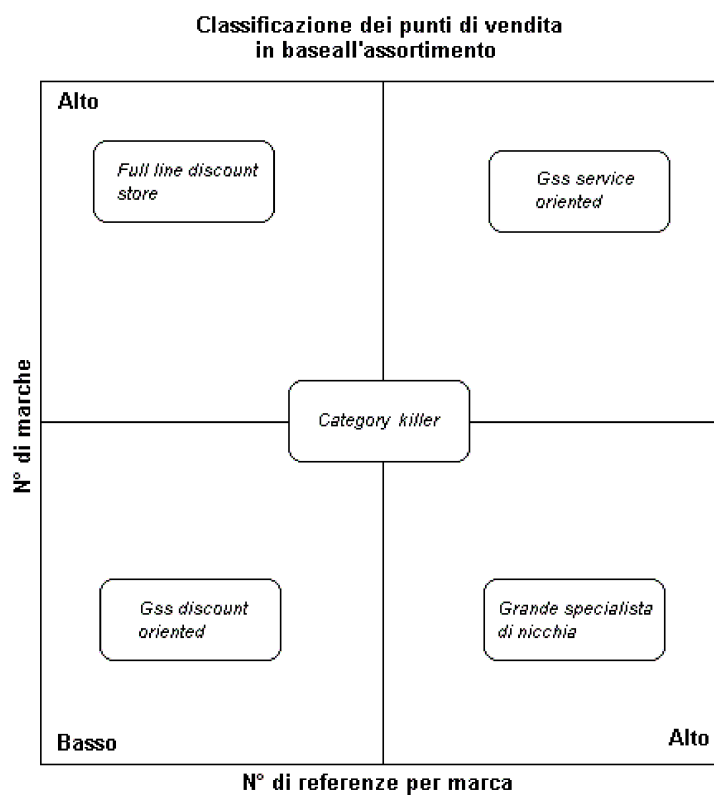 Classificazione dei punti di vendita
in baseall'assortimento
Alto
Full line discount
store
Gss service
oriented
N° di marche
Category killer
Gss discount
oriented
Grande specialista
di nicchia
Basso
Alto
N° di referenze per marca